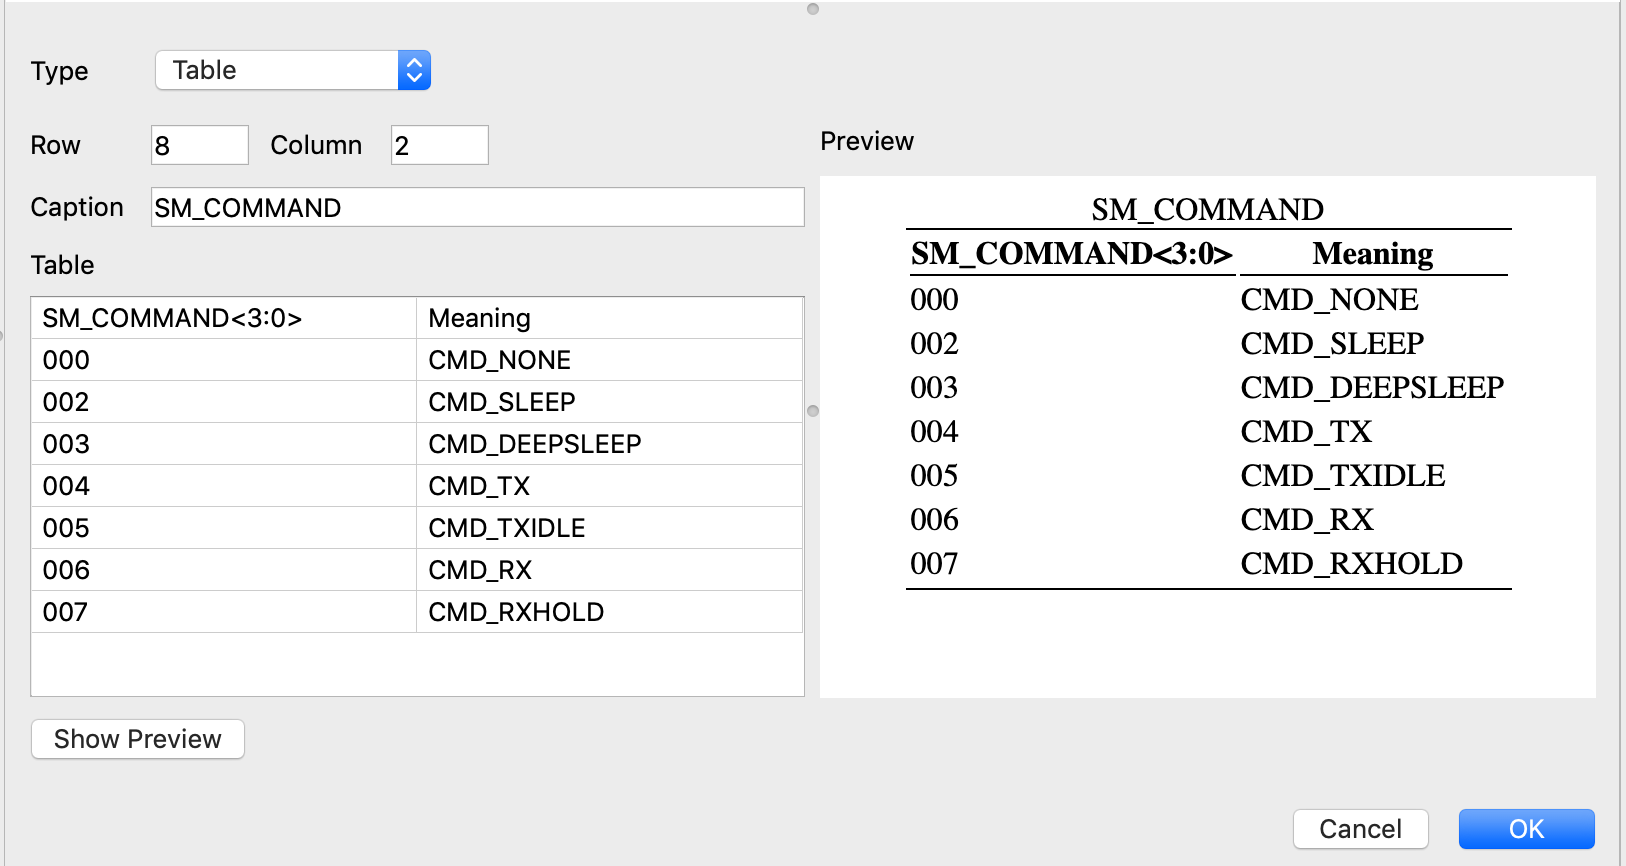 Type Table
Row 8 Column 2
Caption SM_COMMAND
Table
SM_COMMAND<3:0> Meaning
000 CMD_NONE
002 CMD_SLEEP
003 CMD_DEEPSLEEP
004 CMD_TX
005 CMD_TXIDLE
006 CMD_RX
007 CMD_RXHOLD
Show Preview
Preview
SM_COMMAND
SM_COMMAND<3:0> Meaning
000 CMD_NONE
002 CMD_SLEEP
003 CMD_DEEPSLEEP
004 CMD_TX
005 CMD_TXIDLE
006 CMD_RX
007 CMD_RXHOLD
Cancel OK